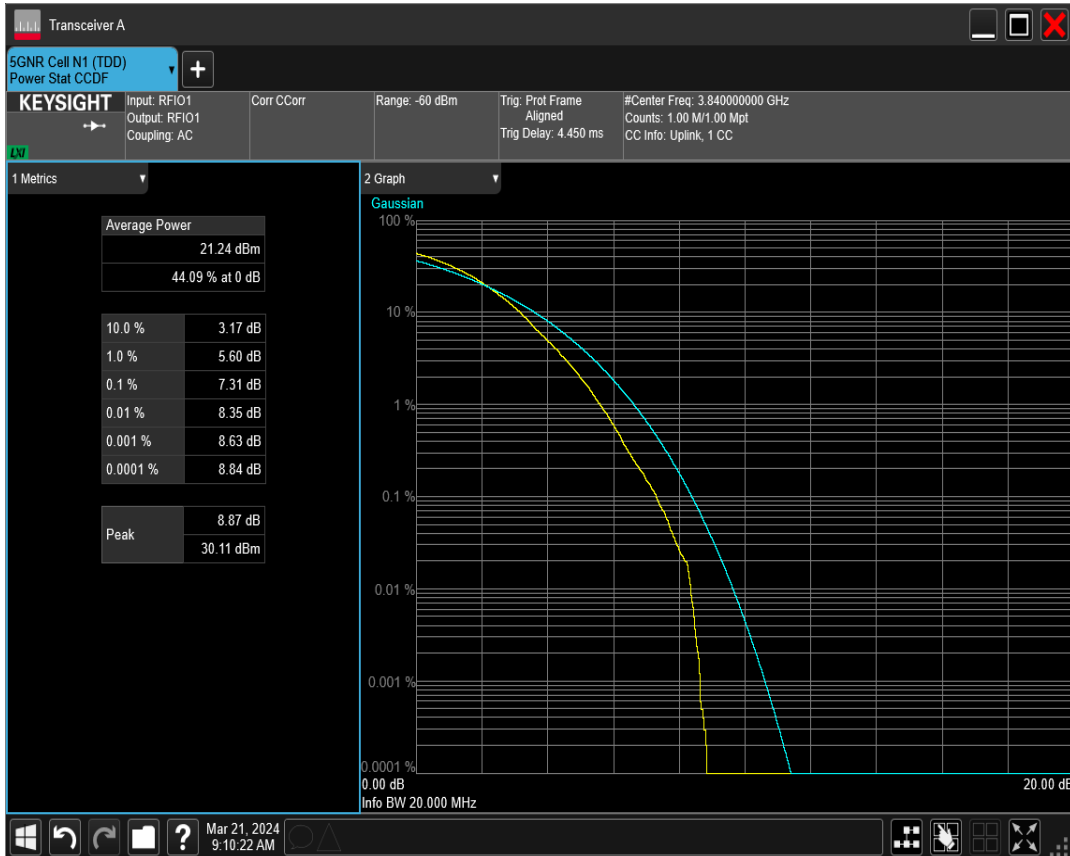 Transceiver A
5GNR Cell N1 (TDD)
Power Stat CCDF
+
KEYSIGHT
LXI
Input: RFIO1
Output: RFIO1
Coupling: AC
Corr CCorr
Range: -60 dBm
Trig: Prot Frame
Aligned
Trig Delay: 4.450 ms
#Center Freq: 3.840000000 GHz
Counts: 1.00 M/1.00 Mpt
CC Info: Uplink, 1 CC
1 Metrics
Average Power
21.24 dBm
44.09 % at 0 dB
10.0 % 3.17 dB
1.0 % 5.60 dB
0.1 % 7.31 dB
0.01 % 8.35 dB
0.001 % 8.63 dB
0.0001 % 8.84 dB
Peak
8.87 dB
30.11 dBm
2 Graph
Gaussian
100 %
10 %
1 %
0.1 %
0.01 %
0.001 %
0.0001 %
0.00 dB 20.00 dB
Info BW 20.000 MHz
?
Mar 21, 2024
9:10:22 AM